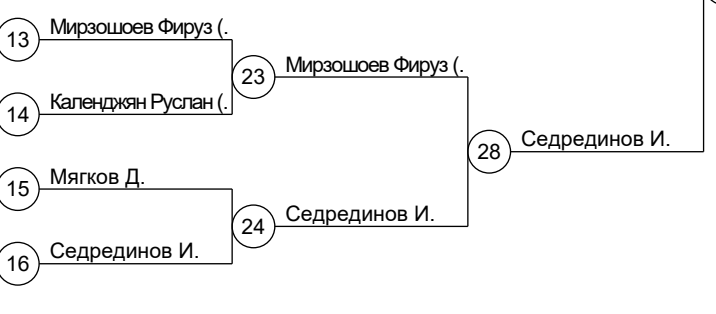 13 Мирзошоев Фируз (.
23 Мирзошоев Фируз (.
14 Календжян Руслан (.
28 Седрединов И.
15 Мягков Д.
24 Седрединов И.
16 Седрединов И.